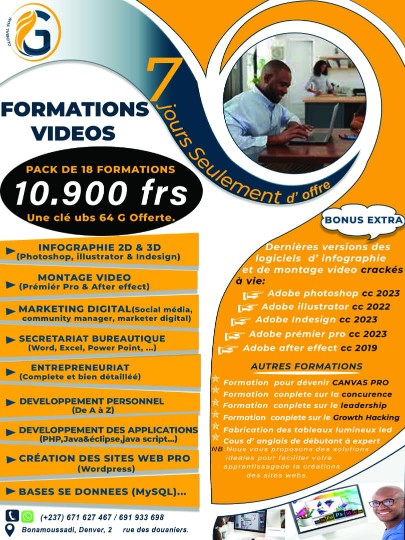 G
7
jours Seulement d' offre
FORMATIONS
VIDEOS
PACK DE 18 FORMATIONS
10.900 frs
Une clé ubs 64 G Offerte.
INFOGRAPHIE 2D & 3D
(Photoshop, illustrator & Indesign)
MONTAGE VIDEO
(Prémiér Pro & After effect)
MARKETING DIGITAL(Social média,
community manager, marketer digital)
SECRETARIAT BUREAUTIQUE
(Word, Excel, Power Point, ...)
ENTREPRENEURIAT
(Complete et bien détaillée)
DEVELOPPEMENT PERSONNEL
(De A à Z)
DEVELOPPEMENT DES APPLICATIONS
(PHP,Java&éclipse,java script...)
CRÉATION DES SITES WEB PRO
(Wordpress)
BASES SE DONNEES (MySQL)...
(+237) 671 627 467 / 691 933 698
Bonamoussadi, Denver, 2 rue des douaniers.
BONUS EXTRA
Dernières versions des
logiciels d' infographie
et de montage video crackés
à vie:
Adobe photoshop cc 2023
Adobe illustrator cc 2022
Adobe Indesign cc 2023
Adobe prémier pro cc 2023
Adobe after effect cc 2019
AUTRES FORMATIONS
Formation pour dévenir CANVAS PRO
Formation complete sur la concurence
Formation complete sur le leadership
Formation complete sur le Growth Hacking
Fabrication des tableaux lumineux led
Cous d' anglais de débutant à expert
NB:Nous vous proposons des solutions
idéales pour faciliter votre
apprentissage de la créations
des sites webs.